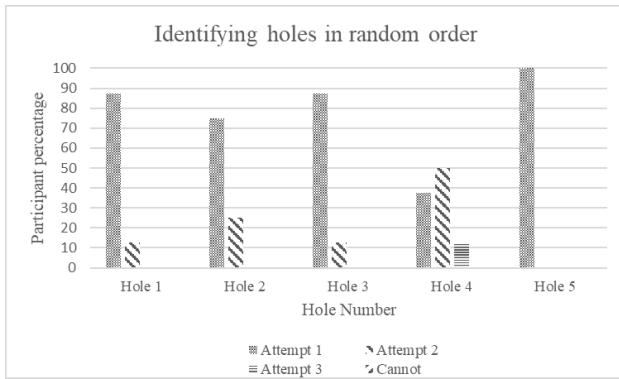 Identifying holes in random order
Participant percentage
100
90
80
70
60
50
40
30
20
10
0
Hole 1 Hole 2 Hole 3 Hole 4 Hole 5
Hole Number
Attempt 1 Attempt 2
Attempt 3 Cannot